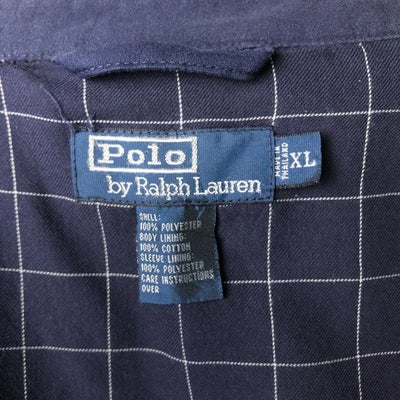 Polo
by Ralph Lauren
MADE IN
THAILAND
XL
SHELL:
100% POLYESTER
BODY LINING:
100% COTTON
SLEEVE LINING:
100% POLYESTER
CARE INSTRUCTIONS
OVER